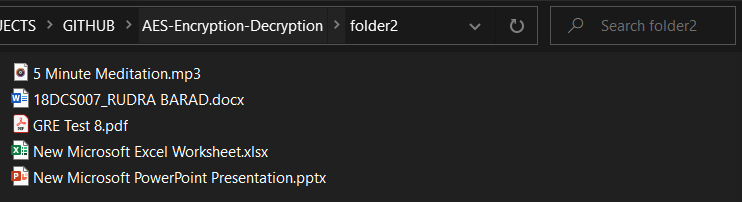 JECTS > GITHUB > AES-Encryption-Decryption > folder2
Search folder2
5 Minute Meditation.mp3
18DCS007_RUDRA BARAD.docx
GRE Test 8.pdf
New Microsoft Excel Worksheet.xlsx
New Microsoft PowerPoint Presentation.pptx